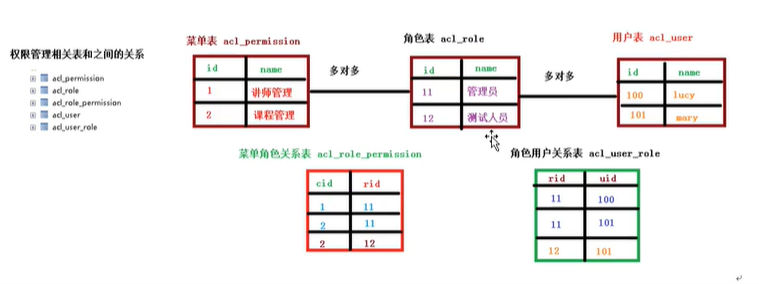 权限管理相关表和之间的关系
acl_permission
acl_role
acl_role_permission
acl_user
acl_user_role
菜单表 acl_permission
id name
1 讲师管理
2 课程管理
多对多
角色表 acl_role
id name
11 管理员
12 测试人员
多对多
用户表 acl_user
id name
100 lucy
101 mary
菜单角色关系表 acl_role_permission
cid rid
1 11
2 11
2 12
角色用户关系表 acl_user_role
rid uid
11 100
11 101
12 101